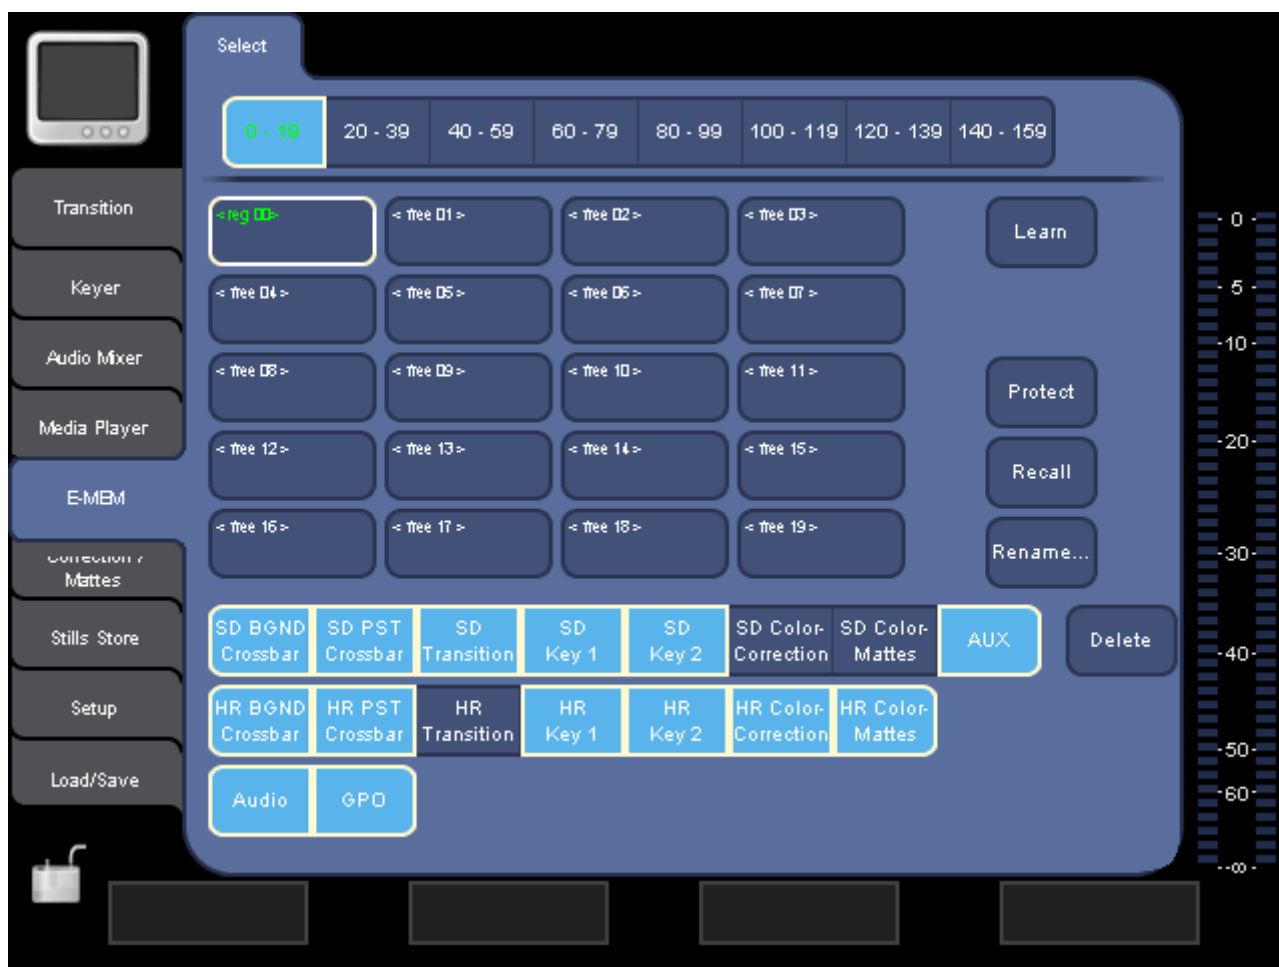 Select
0 - 19 20 - 39 40 - 59 60 - 79 80 - 99 100 - 119 120 - 139 140 - 159
Transition
Keyer
Audio Mixer
Media Player
E-MEM
Correction /
Mattes
Stills Store
Setup
Load/Save
<reg 00> < free 01 > < free 02 > < free 03 >
< free 04 > < free 05 > < free 06 > < free 07 >
< free 08 > < free 09 > < free 10 > < free 11 >
< free 12 > < free 13 > < free 14 > < free 15 >
< free 16 > < free 17 > < free 18 > < free 19 >
Learn
Protect
Recall
Rename...
SD BGND SD PST SD SD SD SD Color- SD Color- AUX
Crossbar Crossbar Transition Key 1 Key 2 Correction Mattes
Delete
HR BGND HR PST HR HR HR HR Color- HR Color-
Crossbar Crossbar Transition Key 1 Key 2 Correction Mattes
Audio GPO
- 0 -
- 5 -
-10-
-20-
-30-
-40-
-50-
-60-
--∞ -